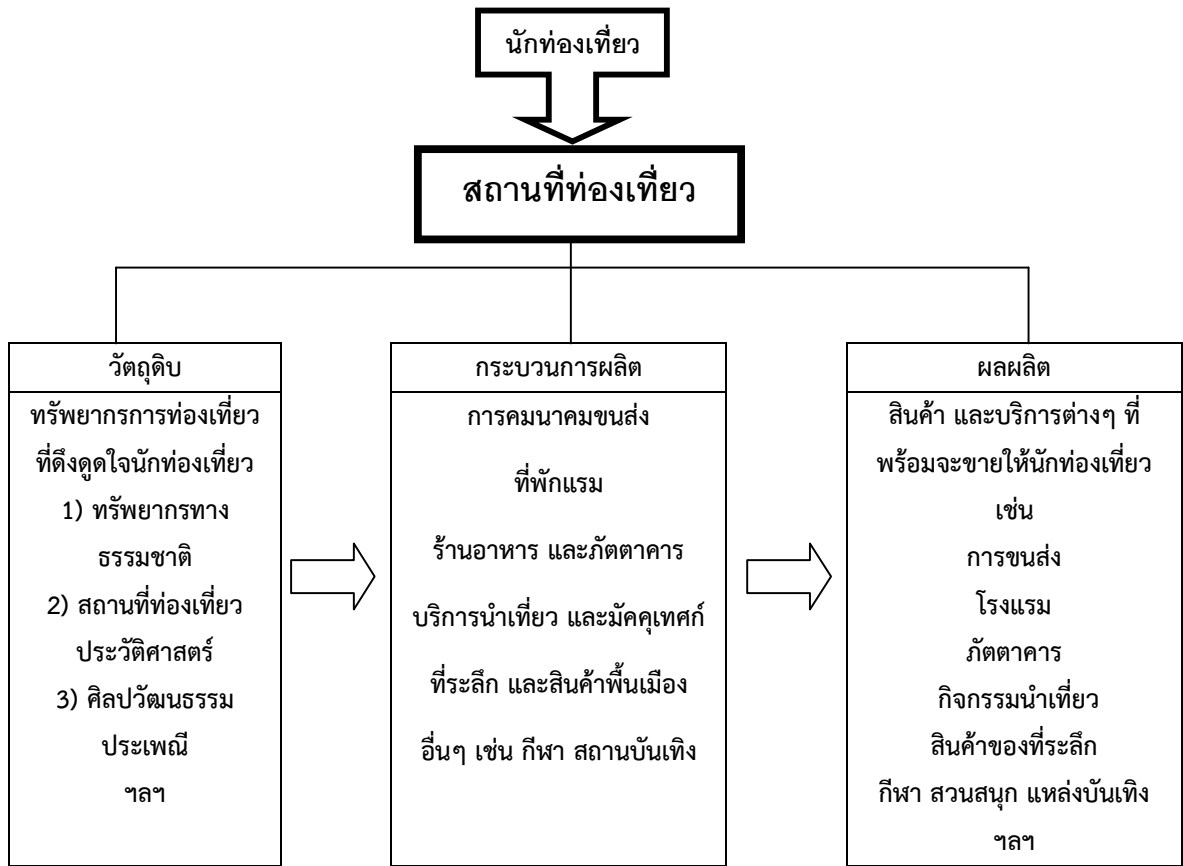 นักท่องเที่ยว
สถานที่ท่องเที่ยว
วัตถุดิบ
ทรัพยากรการท่องเที่ยว
ที่ดึงดูดใจนักท่องเที่ยว
1) ทรัพยากรทาง
ธรรมชาติ
2) สถานที่ท่องเที่ยว
ประวัติศาสตร์
3) ศิลปวัฒนธรรม
ประเพณี
ฯลฯ
กระบวนการผลิต
การคมนาคมขนส่ง
ที่พักแรม
ร้านอาหาร และภัตตาคาร
บริการนำเที่ยว และมัคคุเทศก์
ที่ระลึก และสินค้าพื้นเมือง
อื่นๆ เช่น กีฬา สถานบันเทิง
ผลผลิต
สินค้า และบริการต่างๆ ที่
พร้อมจะขายให้นักท่องเที่ยว
เช่น
การขนส่ง
โรงแรม
ภัตตาคาร
กิจกรรมนำเที่ยว
สินค้าของที่ระลึก
กีฬา สวนสนุก แหล่งบันเทิง
ฯลฯ